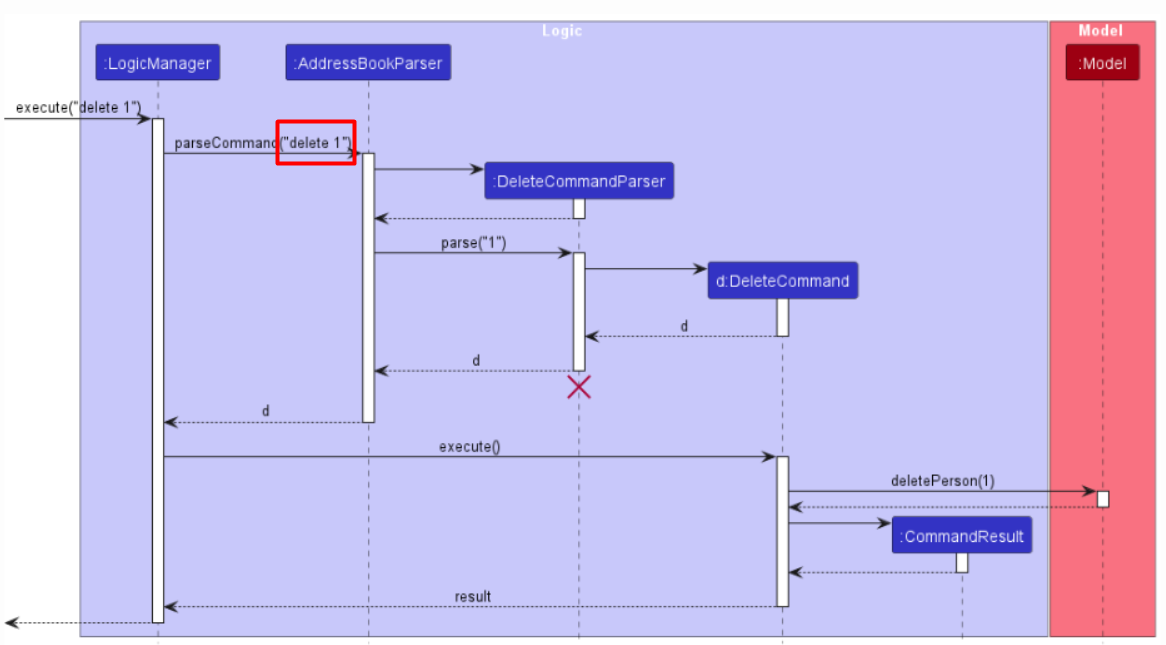 Logic
Model
:LogicManager
:AddressBookParser
:Model
execute("delete 1")
parseCommand("delete 1")
:DeleteCommandParser
parse("1")
d:DeleteCommand
d
d
d
execute()
deletePerson(1)
:CommandResult
result